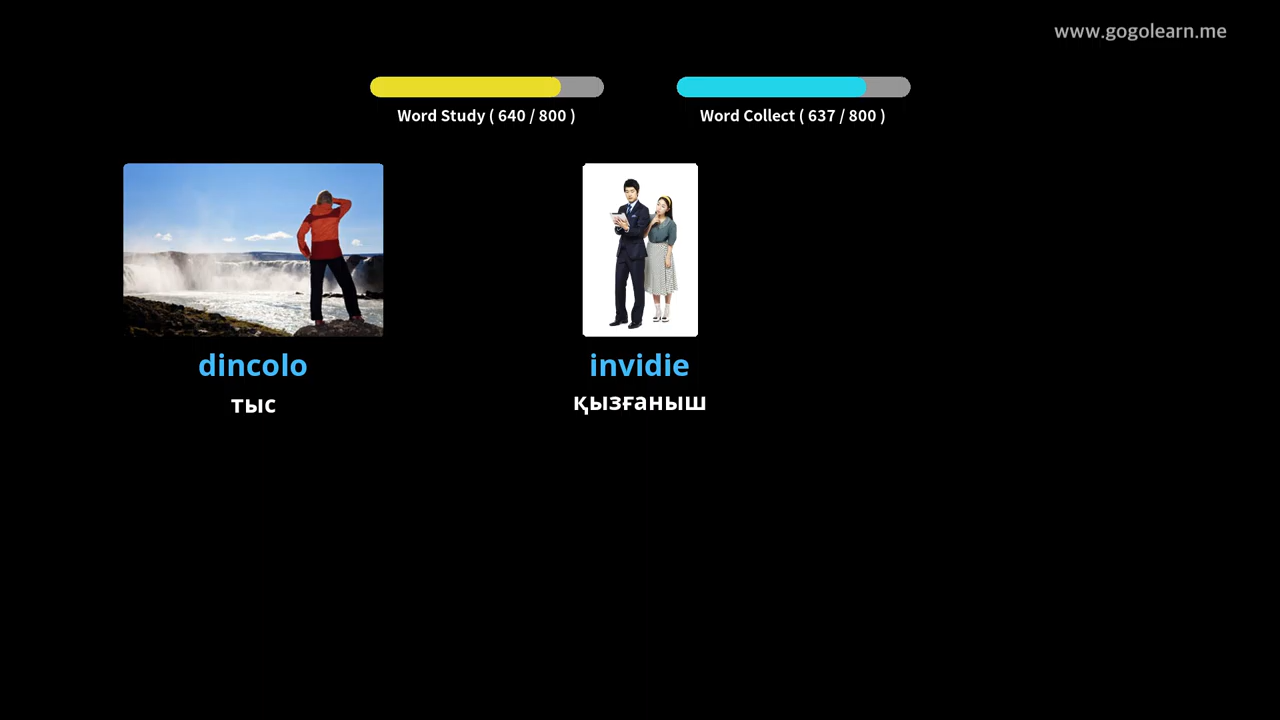 www.gogolearn.me
Word Study ( 640 / 800 )
Word Collect ( 637 / 800 )
dincolo
тыс
invidie
қызғаныш